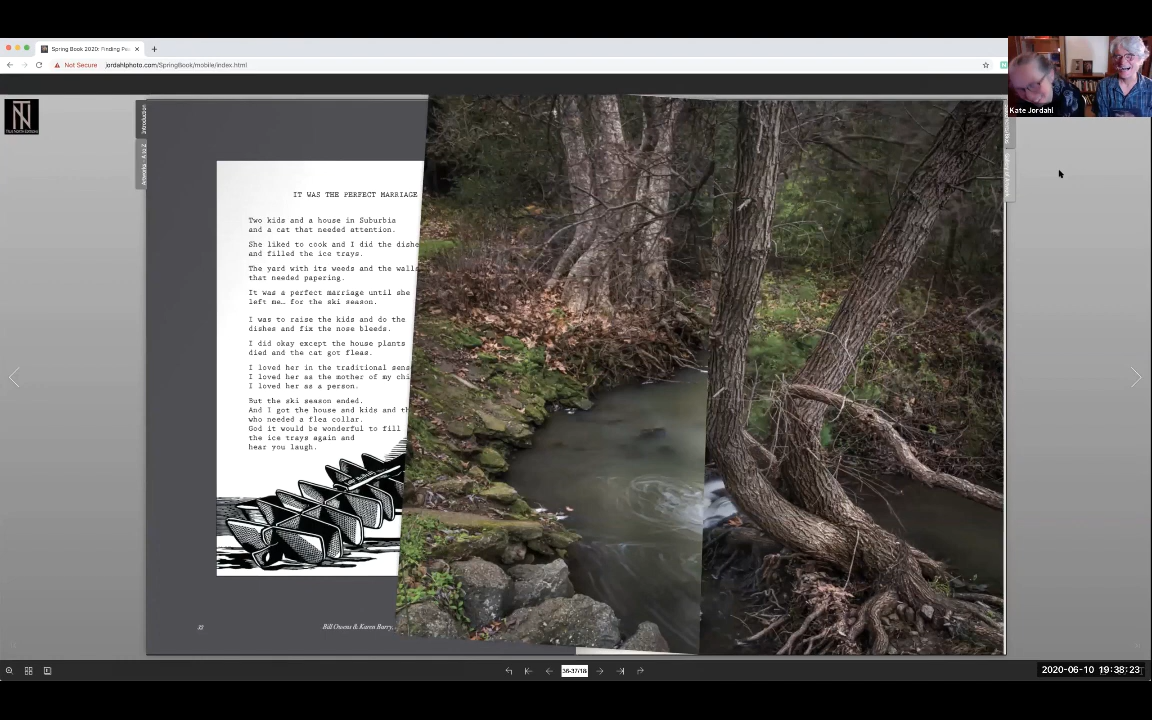 Spring Book 2020: Finding Pe
Not Secure
jordahlphoto.com/SpringBook/mobile/index.html
Kate Jordahl
TN
Introduction
IT WAS THE PERFECT MARRIAGE
Two kids and a house in Suburbia
and a cat that needed attention.
She liked to cook and I did the dishe
and filled the ice trays.
The yard with its weeds and the walls
that needed papering.
It was a perfect marriage until she
left me… for the ski season.
I was to raise the kids and do the
dishes and fix the nose bleeds.
I did okay except the house plants
died and the cat got fleas.
I loved her in the traditional sens
I loved her as the mother of my chi
I loved her as a person.
But the ski season ended.
And I got the house and kids and th
who needed a flea collar.
God it would be wonderful to fill
the ice trays again and
hear you laugh.
Bill Owens & Karen Barry,
36-37/18
2020-06-10 19:38:23